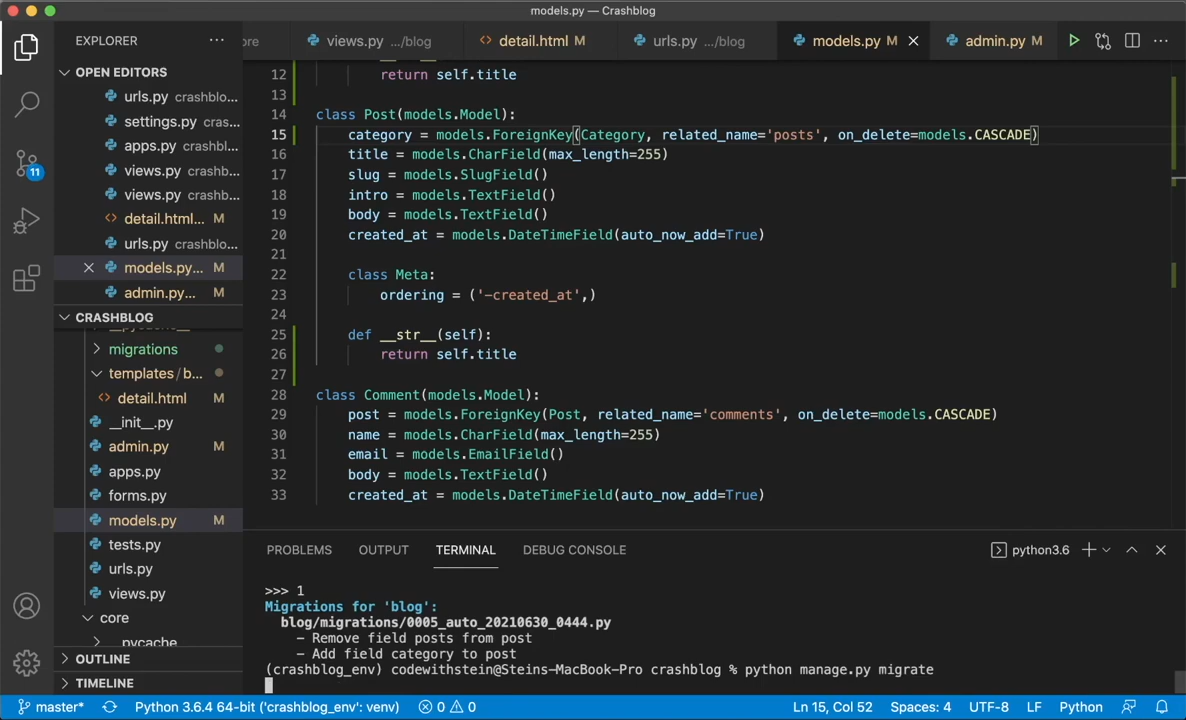 models.py — Crashblog
EXPLORER
OPEN EDITORS
urls.py crashblo...
settings.py cras...
apps.py crashbl...
views.py crashb...
views.py crashb...
detail.html... M
urls.py crashblo...
models.py... M
admin.py... M
CRASHBLOG
migrations
templates/b...
detail.html M
__init__.py
admin.py M
apps.py
forms.py
models.py M
tests.py
urls.py
views.py
core
pycache
OUTLINE
TIMELINE
11
ore
views.py .../blog
detail.html M
urls.py .../blog
models.py M
admin.py M
12 return self.title
13
14 class Post(models.Model):
15 category = models.ForeignKey(Category, related_name='posts', on_delete=models.CASCADE)
16 title = models.CharField(max_length=255)
17 slug = models.SlugField()
18 intro = models.TextField()
19 body = models.TextField()
20 created_at = models.DateTimeField(auto_now_add=True)
21
22 class Meta:
23 ordering = ('-created_at',)
24
25 def __str__(self):
26 return self.title
27
28 class Comment(models.Model):
29 post = models.ForeignKey(Post, related_name='comments', on_delete=models.CASCADE)
30 name = models.CharField(max_length=255)
31 email = models.EmailField()
32 body = models.TextField()
33 created_at = models.DateTimeField(auto_now_add=True)
PROBLEMS OUTPUT TERMINAL DEBUG CONSOLE python3.6
>>> 1
Migrations for 'blog':
blog/migrations/0005_auto_20210630_0444.py
- Remove field posts from post
- Add field category to post
(crashblog_env) codewithstein@Steins-MacBook-Pro crashblog % python manage.py migrate
master* Python 3.6.4 64-bit ('crashblog_env': venv) 0 0 Ln 15, Col 52 Spaces: 4 UTF-8 LF Python